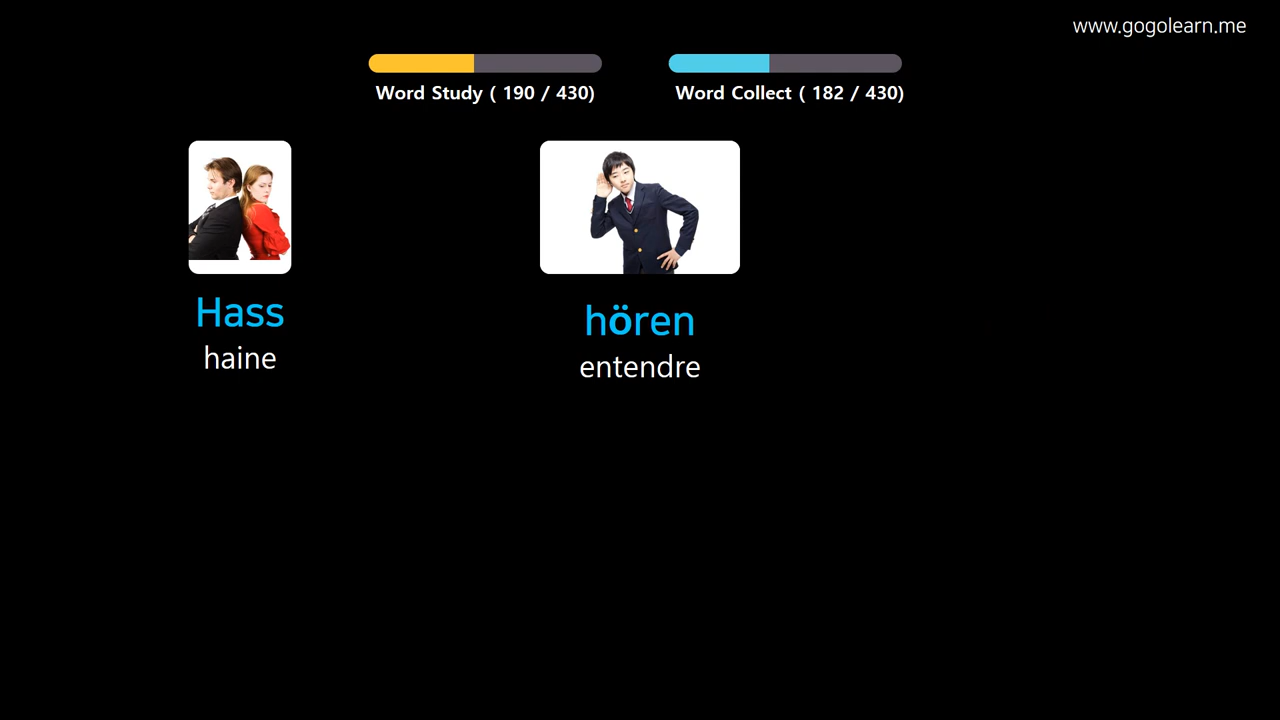 www.gogolearn.me
Word Study ( 190 / 430)
Word Collect ( 182 / 430)
Hass
haine
hören
entendre